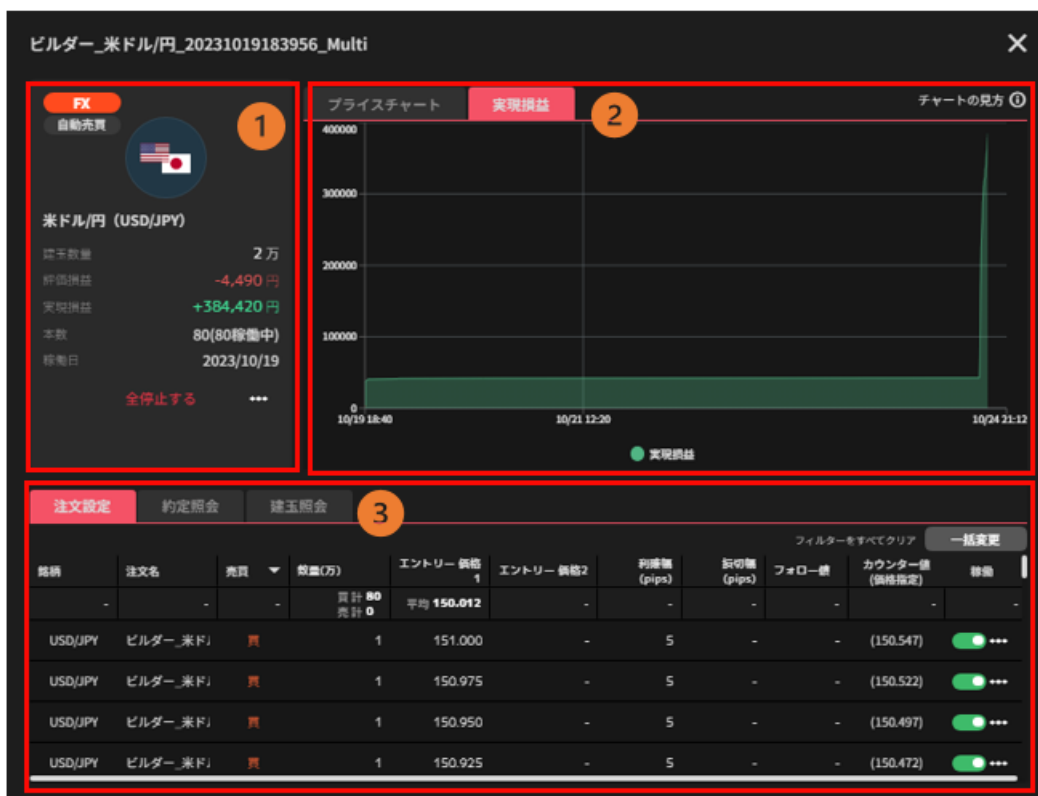 ビルダー_米ドル/円_20231019183956_Multi
FX
自動売買
1
米ドル/円（USD/JPY）
建玉数量 2 万
評価損益 -4,490 円
実現損益 +384,420 円
本数 80(80稼働中)
稼働日 2023/10/19
全停止する •••
プライスチャート 実現損益 2 チャートの見方
400000
300000
200000
100000
0
10/19 18:40 10/21 12:20 10/24 21:12
実現損益
注文設定 約定照会 建玉照会 3
フィルターをすべてクリア 一括変更
銘柄 注文名 売買 数量(万) エントリー価格1 エントリー価格2 利確幅(pips) 損切幅(pips) フォロー値 カウンター値(価格指定) 稼働
- - - 買計 80 売計 0 平均 150.012 - - - - - -
USD/JPY ビルダー_米ドル 買 1 151.000 - 5 - - (150.547) •••
USD/JPY ビルダー_米ドル 買 1 150.975 - 5 - - (150.522) •••
USD/JPY ビルダー_米ドル 買 1 150.950 - 5 - - (150.497) •••
USD/JPY ビルダー_米ドル 買 1 150.925 - 5 - - (150.472) •••